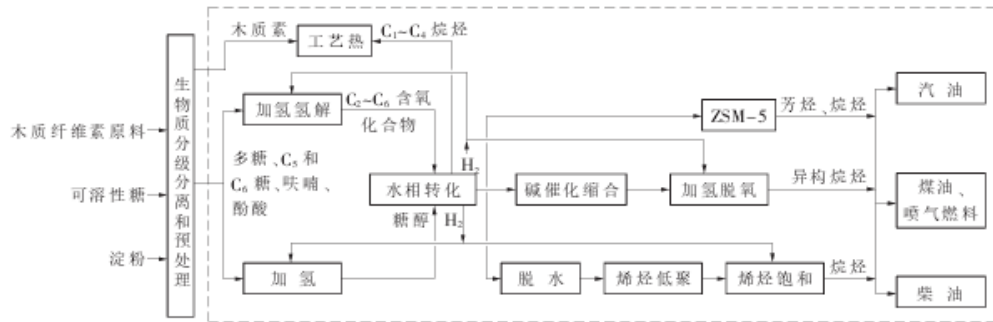 木质纤维素原料
可溶性糖
淀粉
生物质分级分离和预处理
木质素
工艺热
C₁~C₄ 烷烃
加氢氢解
C₂~C₆ 含氧
化合物
多糖、C₅ 和
C₆ 糖、呋喃、
酚酸
水相转化
糖醇
H₂
H₂
加氢
碱催化缩合
加氢脱氧
ZSM-5
芳烃、烷烃
异构烷烃
脱水
烯烃低聚
烯烃饱和
烷烃
汽油
煤油、
喷气燃料
柴油